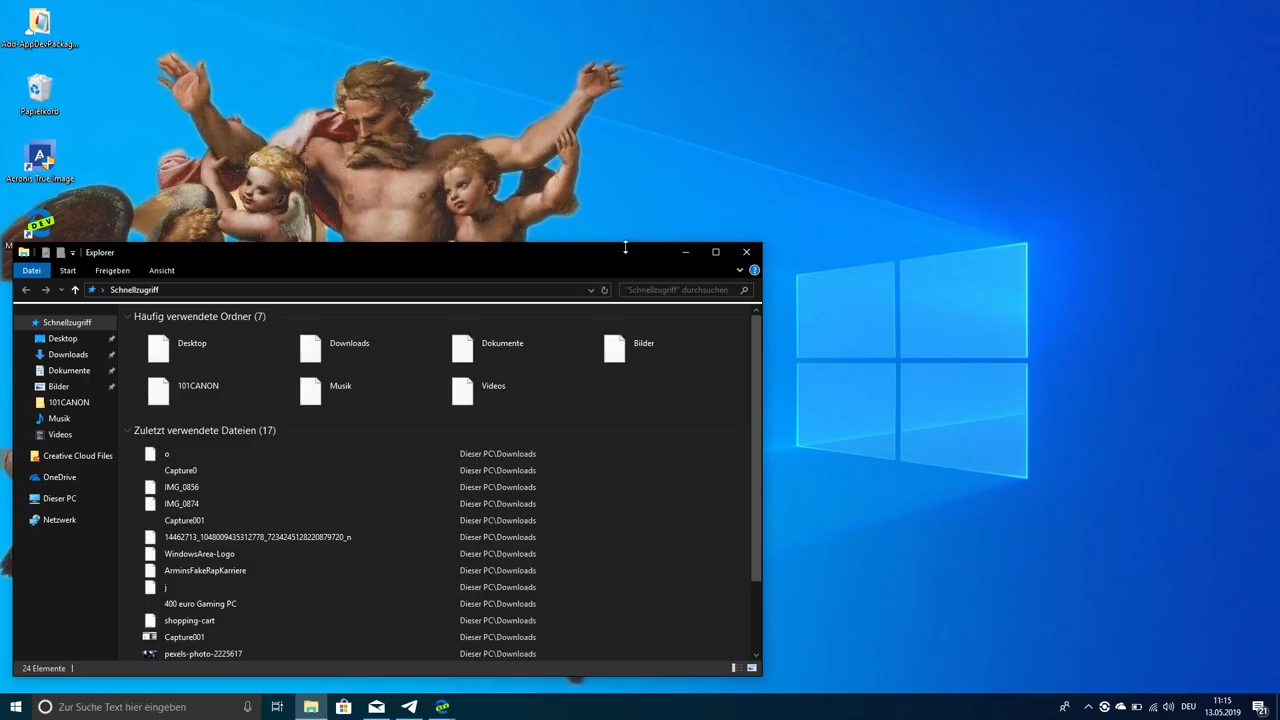 Add-AppDevPackag...
Papierkorb
Acronis True Image
DEV
M
Explorer
Datei Start Freigeben Ansicht
Schnellzugriff
"Schnellzugriff" durchsuchen
Schnellzugriff
Desktop
Downloads
Dokumente
Bilder
101CANON
Musik
Videos
Creative Cloud Files
OneDrive
Dieser PC
Netzwerk
Häufig verwendete Ordner (7)
Desktop Downloads Dokumente Bilder
101CANON Musik Videos
Zuletzt verwendete Dateien (17)
o Dieser PC\Downloads
Capture0 Dieser PC\Downloads
IMG_0856 Dieser PC\Downloads
IMG_0874 Dieser PC\Downloads
Capture001 Dieser PC\Downloads
14462713_1048009435312778_7234245128220879720_n Dieser PC\Downloads
WindowsArea-Logo Dieser PC\Downloads
ArminsFakeRapKarriere Dieser PC\Downloads
j Dieser PC\Downloads
400 euro Gaming PC Dieser PC\Downloads
shopping-cart Dieser PC\Downloads
Capture001 Dieser PC\Downloads
pexels-photo-2225617 Dieser PC\Downloads
24 Elemente
Zur Suche Text hier eingeben
DEU
11:15
13.05.2019
21